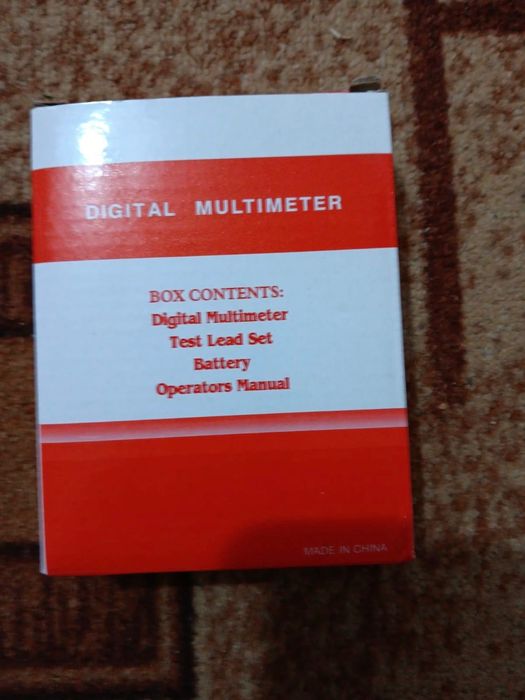 DIGITAL MULTIMETER
BOX CONTENTS:
Digital Multimeter
Test Lead Set
Battery
Operators Manual
MADE IN CHINA